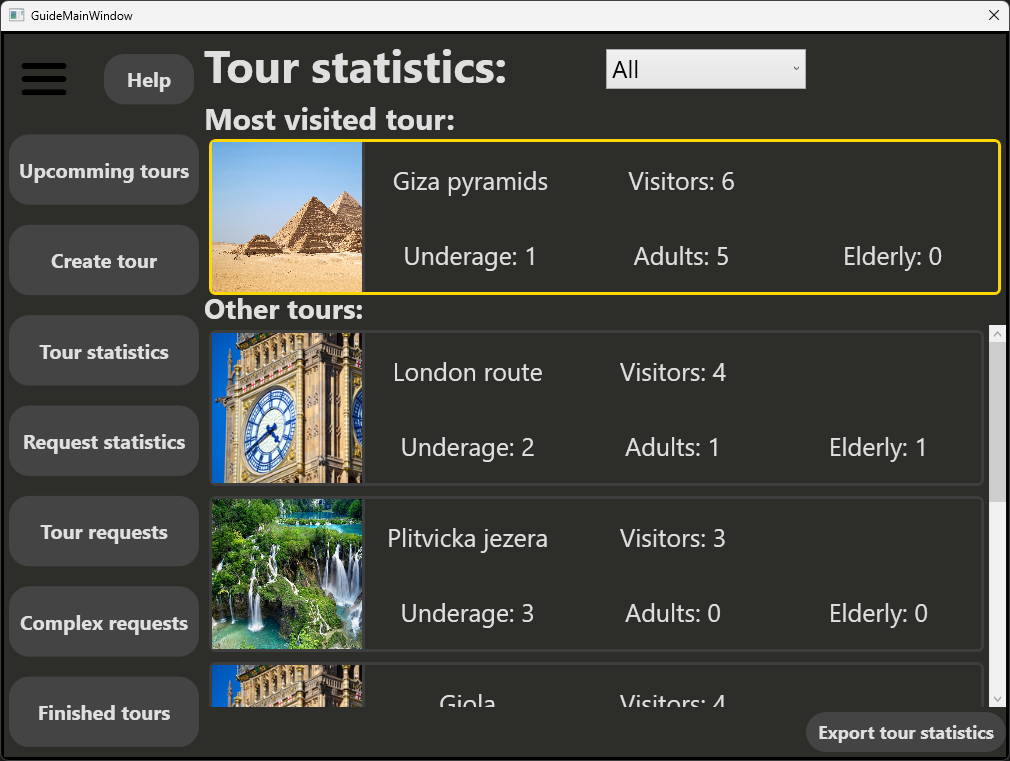 GuideMainWindow
Help
Tour statistics:
All
Most visited tour:
Giza pyramids
Visitors: 6
Underage: 1
Adults: 5
Elderly: 0
Other tours:
London route
Visitors: 4
Underage: 2
Adults: 1
Elderly: 1
Plitvicka jezera
Visitors: 3
Underage: 3
Adults: 0
Elderly: 0
Giola
Visitors: 4
Upcomming tours
Create tour
Tour statistics
Request statistics
Tour requests
Complex requests
Finished tours
Export tour statistics